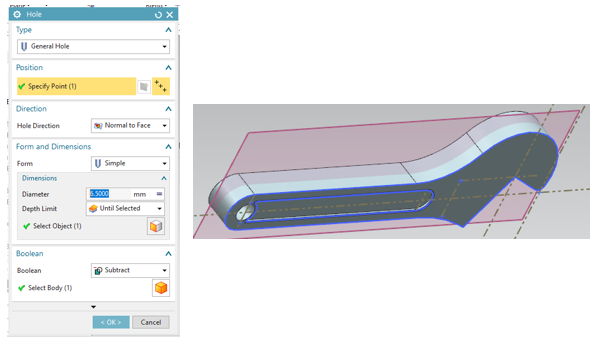 Hole
Type
General Hole
Position
Specify Point (1)
Direction
Hole Direction Normal to Face
Form and Dimensions
Form Simple
Dimensions
Diameter 6.5000 mm
Depth Limit Until Selected
Select Object (1)
Boolean
Boolean Subtract
Select Body (1)
< OK > Cancel